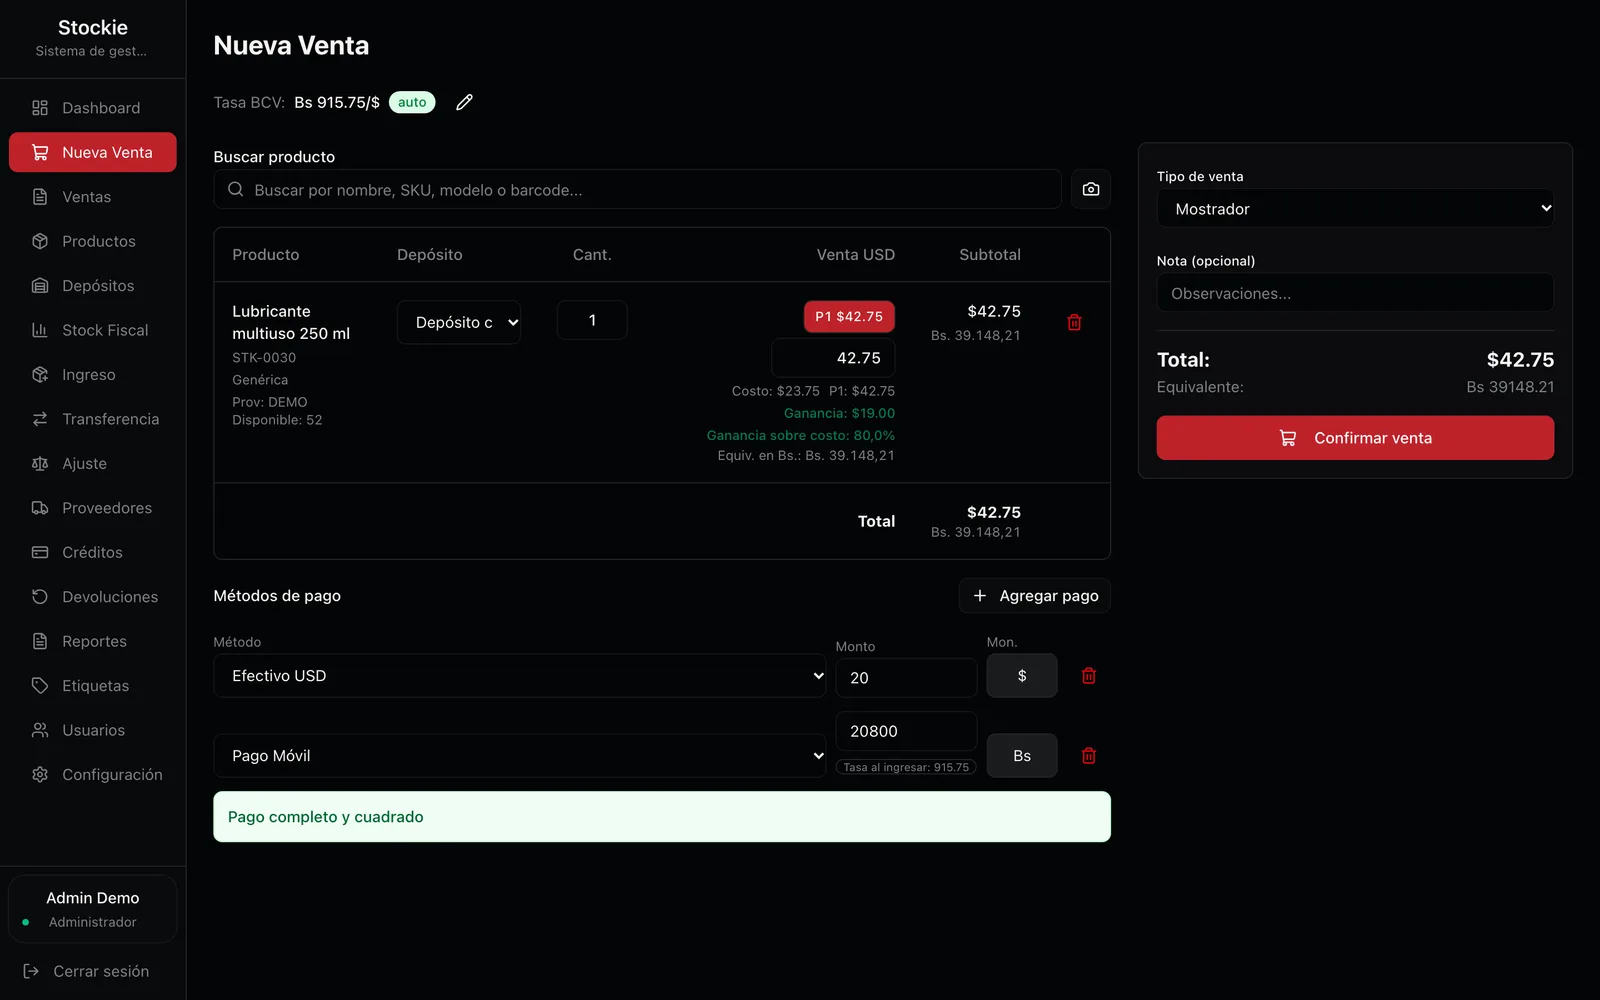 Stockie
Sistema de gest...
Dashboard
Nueva Venta
Ventas
Productos
Depósitos
Stock Fiscal
Ingreso
Transferencia
Ajuste
Proveedores
Créditos
Devoluciones
Reportes
Etiquetas
Usuarios
Configuración
Admin Demo
Administrador
Cerrar sesión
Nueva Venta
Tasa BCV: Bs 915.75/$ auto
Buscar producto
Buscar por nombre, SKU, modelo o barcode...
Producto Depósito Cant. Venta USD Subtotal
Lubricante
multiuso 250 ml
STK-0030
Genérica
Prov: DEMO
Disponible: 52
Depósito c
1
P1 $42.75
42.75
Costo: $23.75 P1: $42.75
Ganancia: $19.00
Ganancia sobre costo: 80,0%
Equiv. en Bs.: Bs. 39.148,21
$42.75
Bs. 39.148,21
Total
$42.75
Bs. 39.148,21
Métodos de pago
Agregar pago
Método Monto Mon.
Efectivo USD 20 $
Pago Móvil 20800 Bs
Tasa al ingresar: 915.75
Pago completo y cuadrado
Tipo de venta
Mostrador
Nota (opcional)
Observaciones...
Total: $42.75
Equivalente: Bs 39148.21
Confirmar venta